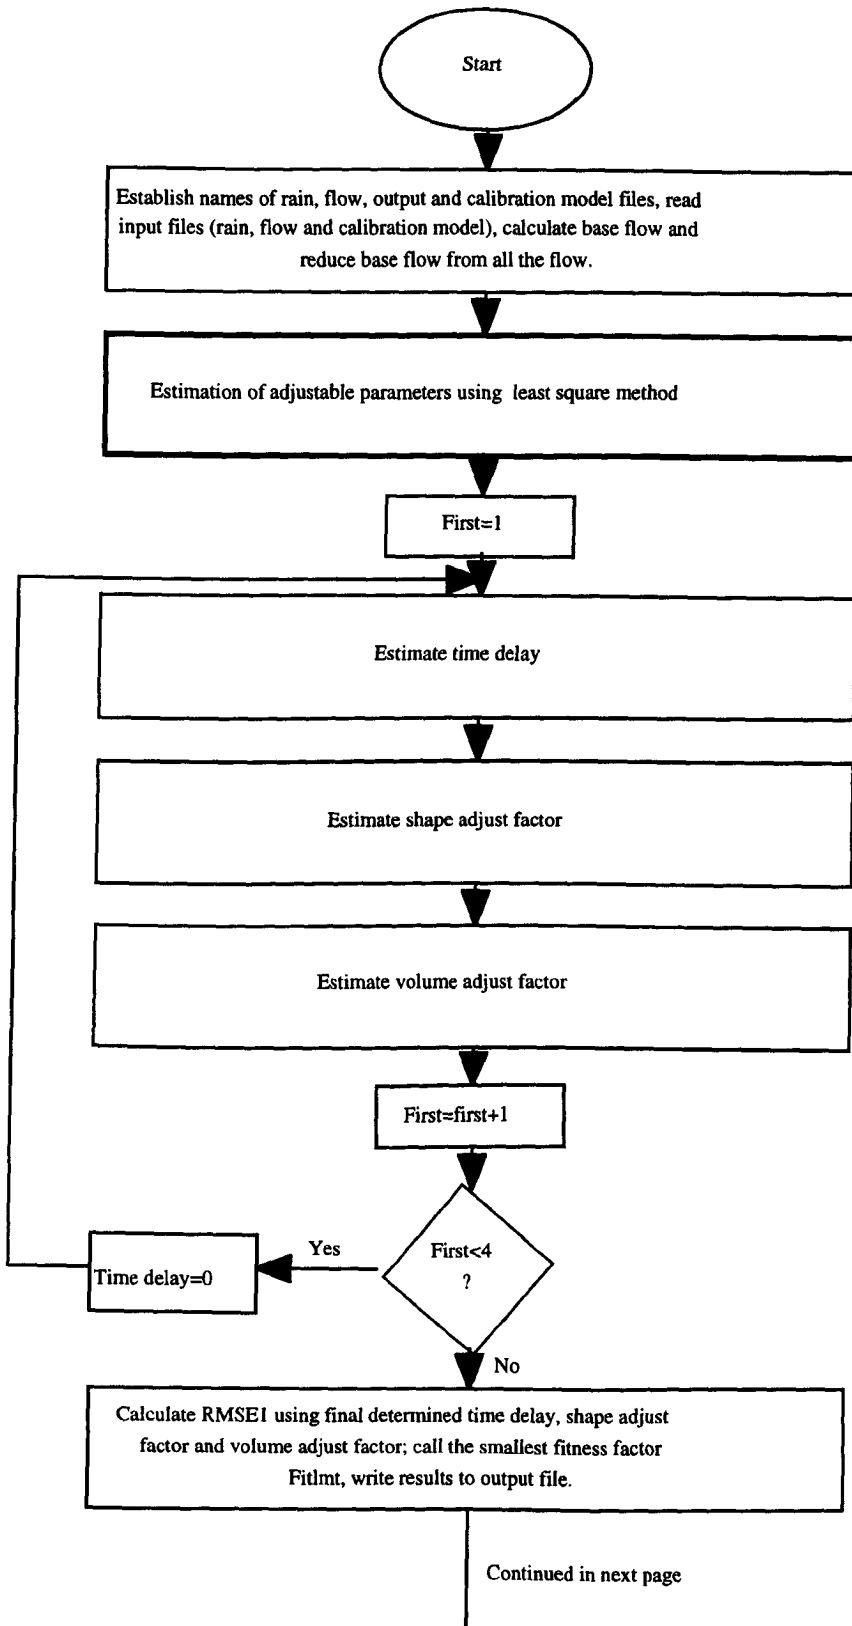 Start
Establish names of rain, flow, output and calibration model files, read
input files (rain, flow and calibration model), calculate base flow and
reduce base flow from all the flow.
Estimation of adjustable parameters using least square method
First=1
Estimate time delay
Estimate shape adjust factor
Estimate volume adjust factor
First=first+1
First<4
?
Yes
Time delay=0
No
Calculate RMSE1 using final determined time delay, shape adjust
factor and volume adjust factor; call the smallest fitness factor
Fitlmt, write results to output file.
Continued in next page